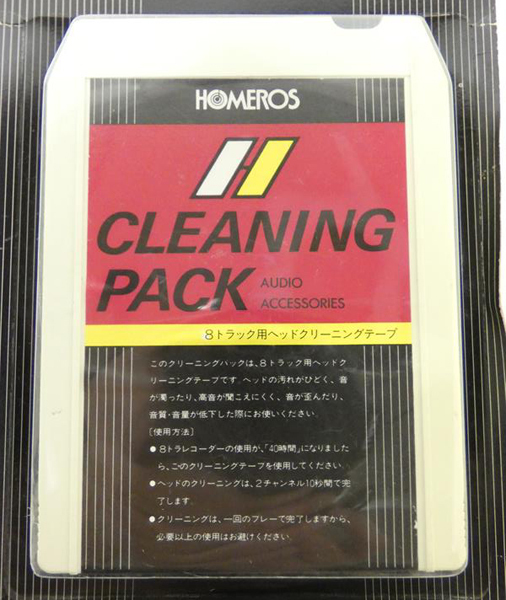 HOMEROS
CLEANING
PACK
AUDIO
ACCESSORIES
8トラック用ヘッドクリーニングテープ
このクリーニングパックは、8トラック用ヘッドク
リーニングテープです。ヘッドの汚れがひどく、音
が濁ったり、高音が聞こえにくく、音が歪んだり、
音質・音量が低下した際にお使いください。
[使用方法]
● 8トラレコーダーの使用が、「40時間」になりました
ら、このクリーニングテープを使用してください。
● ヘッドのクリーニングは、2チャンネル10秒間で完
了します。
● クリーニングは、一回のプレーで完了しますから、
必要以上の使用はお避けください。